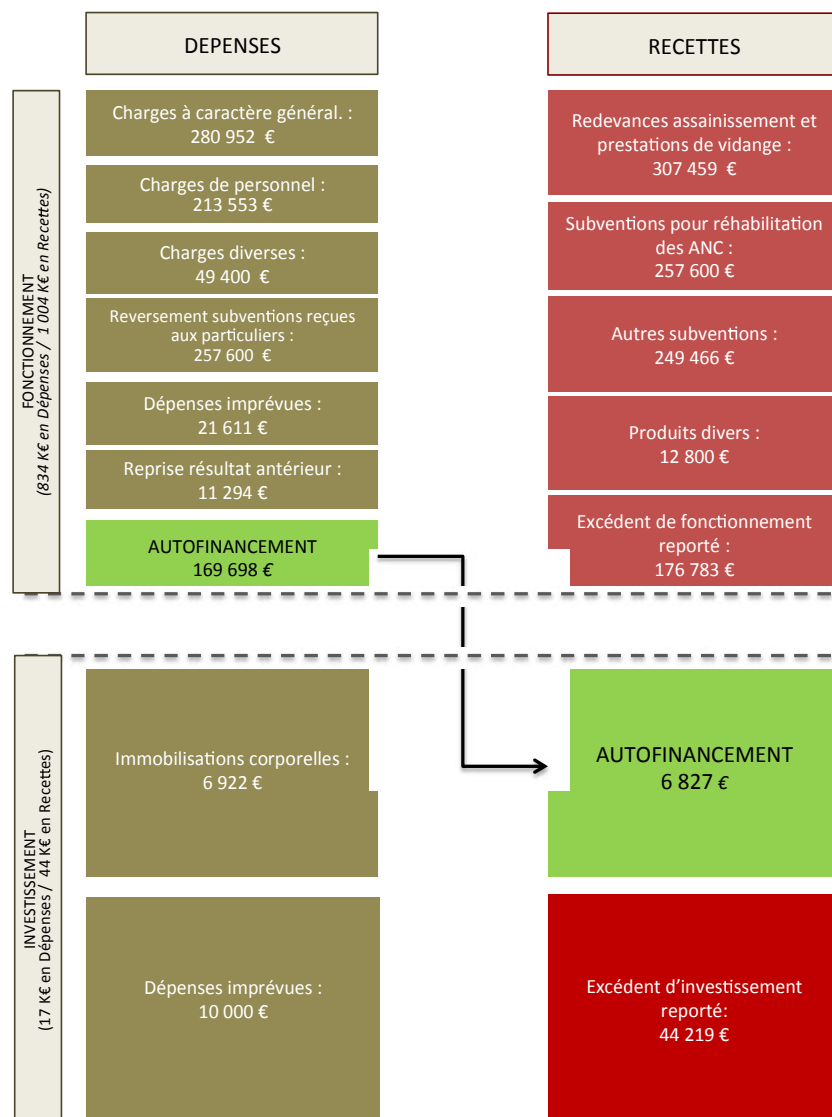 DEPENSES
RECETTES
FONCTIONNEMENT
(834 K€ en Dépenses / 1 004 K€ en Recettes)
Charges à caractère général. :
280 952 €
Charges de personnel :
213 553 €
Charges diverses :
49 400 €
Reversement subventions reçues
aux particuliers :
257 600 €
Dépenses imprévues :
21 611 €
Reprise résultat antérieur :
11 294 €
AUTOFINANCEMENT
169 698 €
Redevances assainissement et
prestations de vidange :
307 459 €
Subventions pour réhabilitation
des ANC :
257 600 €
Autres subventions :
249 466 €
Produits divers :
12 800 €
Excédent de fonctionnement
reporté :
176 783 €
INVESTISSEMENT
(17 K€ en Dépenses / 44 K€ en Recettes)
Immobilisations corporelles :
6 922 €
Dépenses imprévues :
10 000 €
AUTOFINANCEMENT
6 827 €
Excédent d’investissement
reporté:
44 219 €